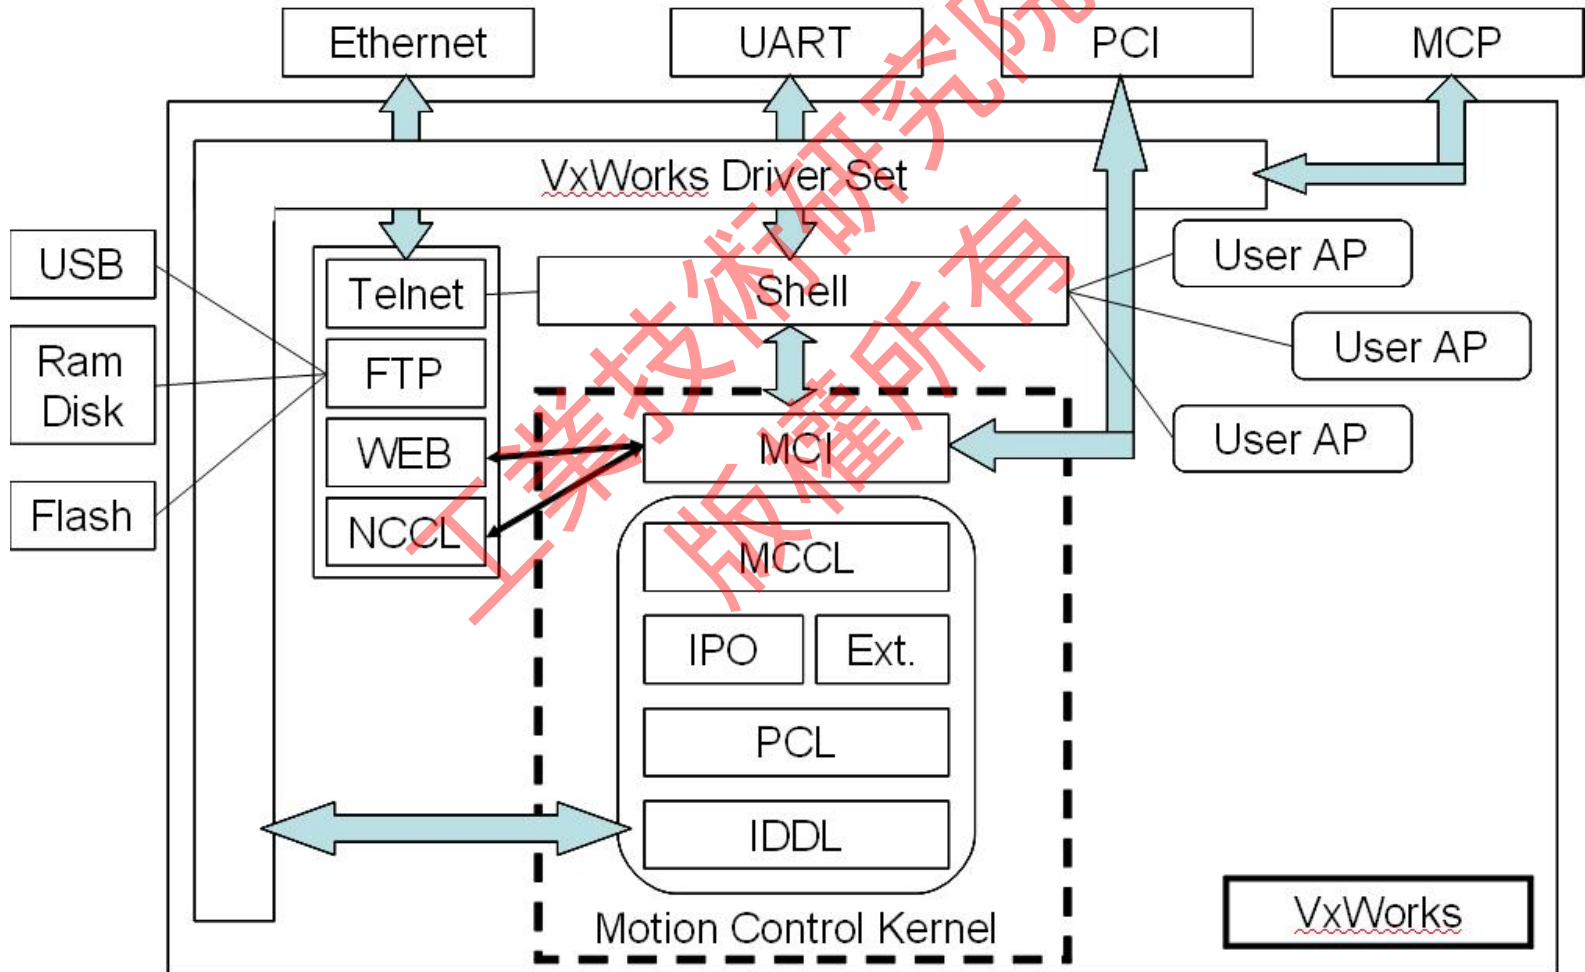 Ethernet
UART
PCI
MCP
VxWorks Driver Set
USB
Ram
Disk
Flash
Telnet
FTP
WEB
NCCL
Shell
User AP
User AP
User AP
MCI
MCCL
IPO
Ext.
PCL
IDDL
Motion Control Kernel
VxWorks
工業技術研究院
版權所有